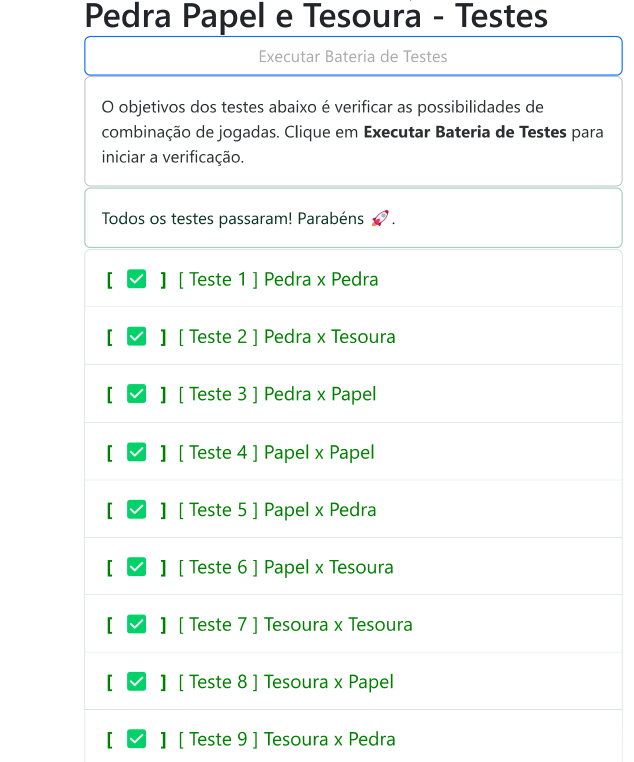 Pedra Papel e Tesoura - Testes
Executar Bateria de Testes
O objetivos dos testes abaixo é verificar as possibilidades de
combinação de jogadas. Clique em Executar Bateria de Testes para
iniciar a verificação.
Todos os testes passaram! Parabéns 🚀.
[ ✅ ] [ Teste 1 ] Pedra x Pedra
[ ✅ ] [ Teste 2 ] Pedra x Tesoura
[ ✅ ] [ Teste 3 ] Pedra x Papel
[ ✅ ] [ Teste 4 ] Papel x Papel
[ ✅ ] [ Teste 5 ] Papel x Pedra
[ ✅ ] [ Teste 6 ] Papel x Tesoura
[ ✅ ] [ Teste 7 ] Tesoura x Tesoura
[ ✅ ] [ Teste 8 ] Tesoura x Papel
[ ✅ ] [ Teste 9 ] Tesoura x Pedra